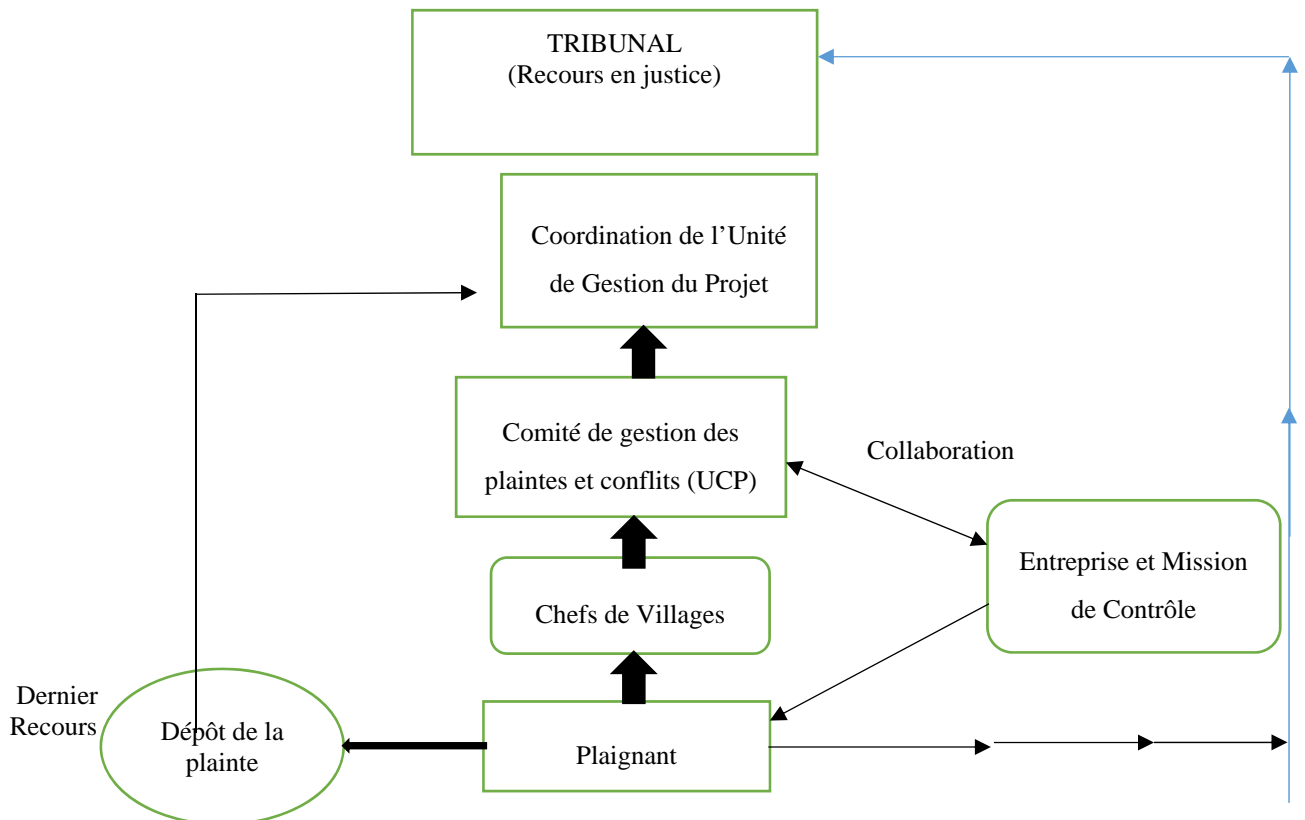 TRIBUNAL
(Recours en justice)
Coordination de l’Unité
de Gestion du Projet
Comité de gestion des
plaintes et conflits (UCP)
Collaboration
Entreprise et Mission
de Contrôle
Chefs de Villages
Dernier
Recours
Dépôt de la
plainte
Plaignant